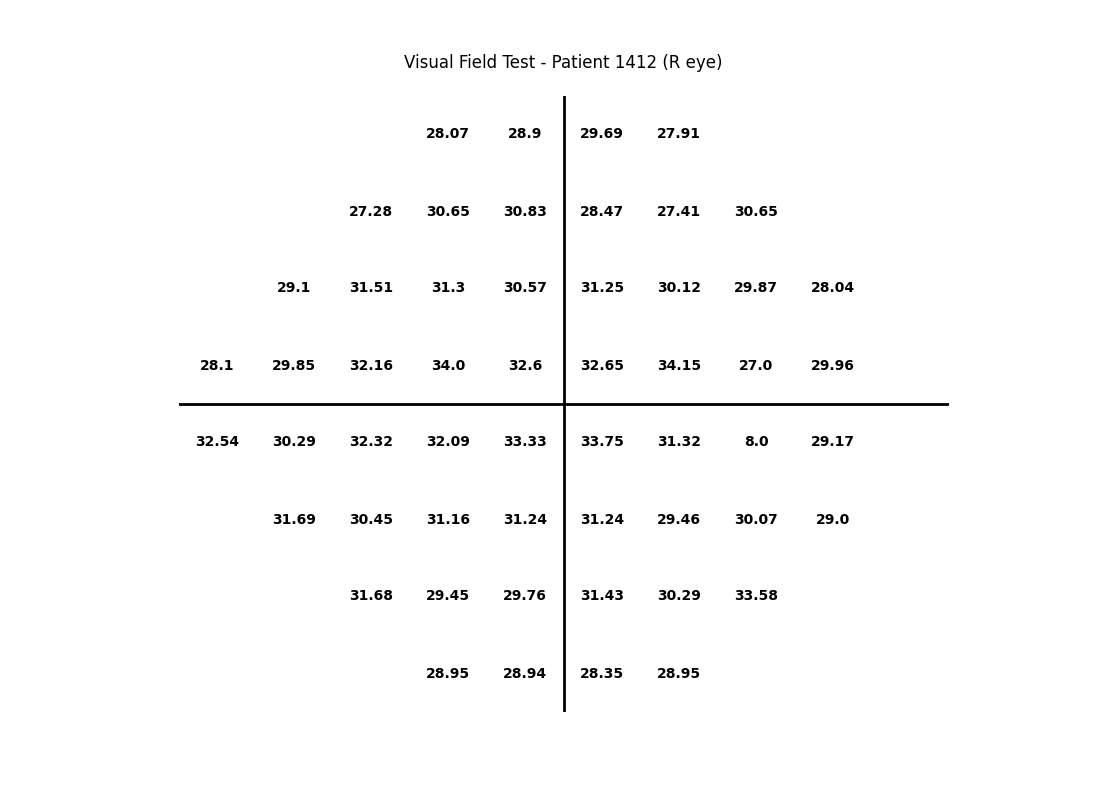 Visual Field Test - Patient 1412 (R eye)
28.07 28.9 29.69 27.91
27.28 30.65 30.83 28.47 27.41 30.65
29.1 31.51 31.3 30.57 31.25 30.12 29.87 28.04
28.1 29.85 32.16 34.0 32.6 32.65 34.15 27.0 29.96
32.54 30.29 32.32 32.09 33.33 33.75 31.32 8.0 29.17
31.69 30.45 31.16 31.24 31.24 29.46 30.07 29.0
31.68 29.45 29.76 31.43 30.29 33.58
28.95 28.94 28.35 28.95